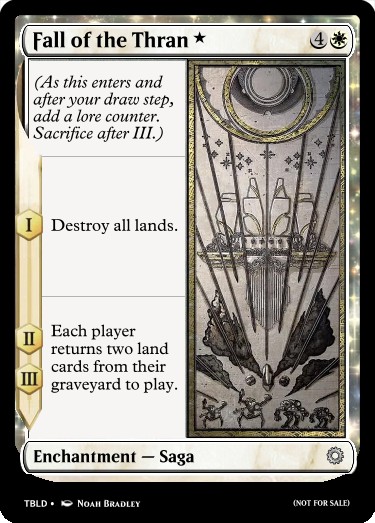 Fall of the Thran ★ 4
(As this enters and
after your draw step,
add a lore counter.
Sacrifice after III.)
I Destroy all lands.
II Each player
returns two land
III cards from their
graveyard to play.
Enchantment — Saga
TBLD • Noah Bradley (NOT FOR SALE)